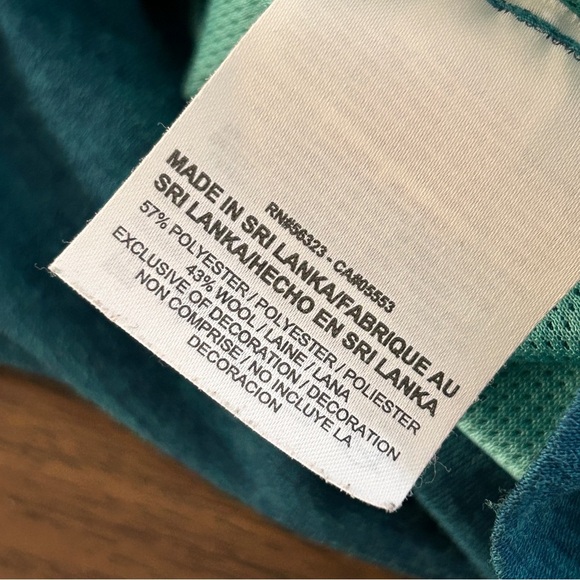 RN#56323 - CA#05553
MADE IN SRI LANKA/FABRIQUE AU
SRI LANKA/HECHO EN SRI LANKA
57% POLYESTER / POLYESTER / POLIESTER
43% WOOL / LAINE / LANA
EXCLUSIVE OF DECORATION / DECORATION
NON COMPRISE / NO INCLUYE LA
DECORACION